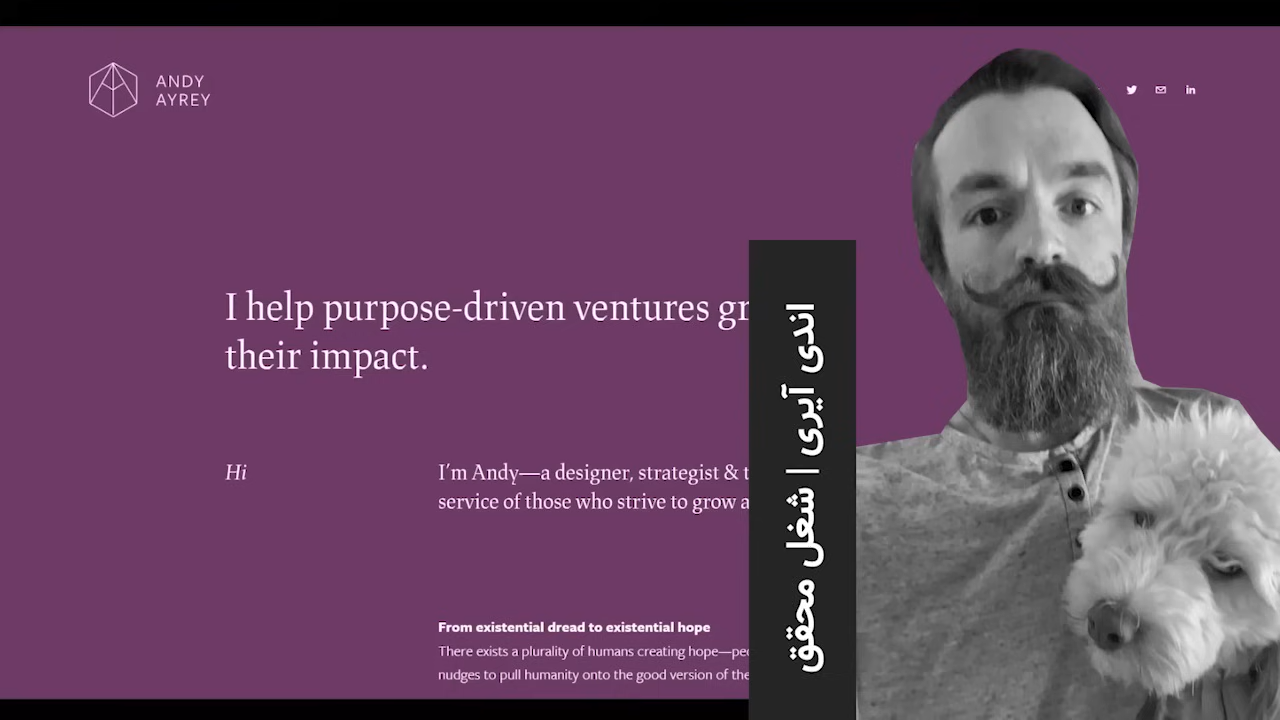 ANDY
AYREY
in
I help purpose-driven ventures
their impact.
Hi
I'm Andy—a designer, strategist &
service of those who strive to grow
From existential dread to existential hope
There exists a plurality of humans creating hope—
nudges to pull humanity onto the good version of the
اندی آیری | شغل محقق